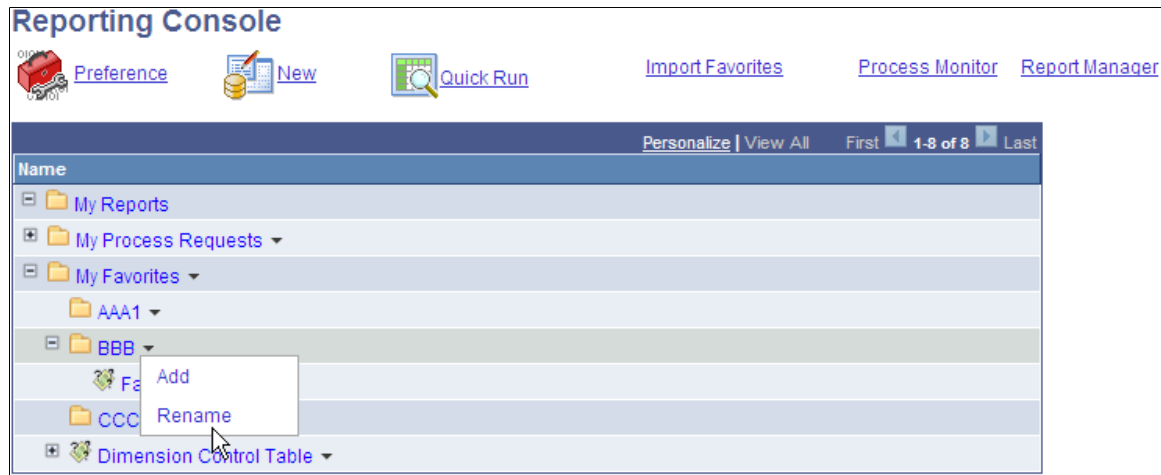 Reporting Console
Preference New Quick Run Import Favorites Process Monitor Report Manager
Personalize | View All First 1-8 of 8 Last
Name
My Reports
My Process Requests
My Favorites
AAA1
BBB
Add
Rename
CCC
Dimension Control Table